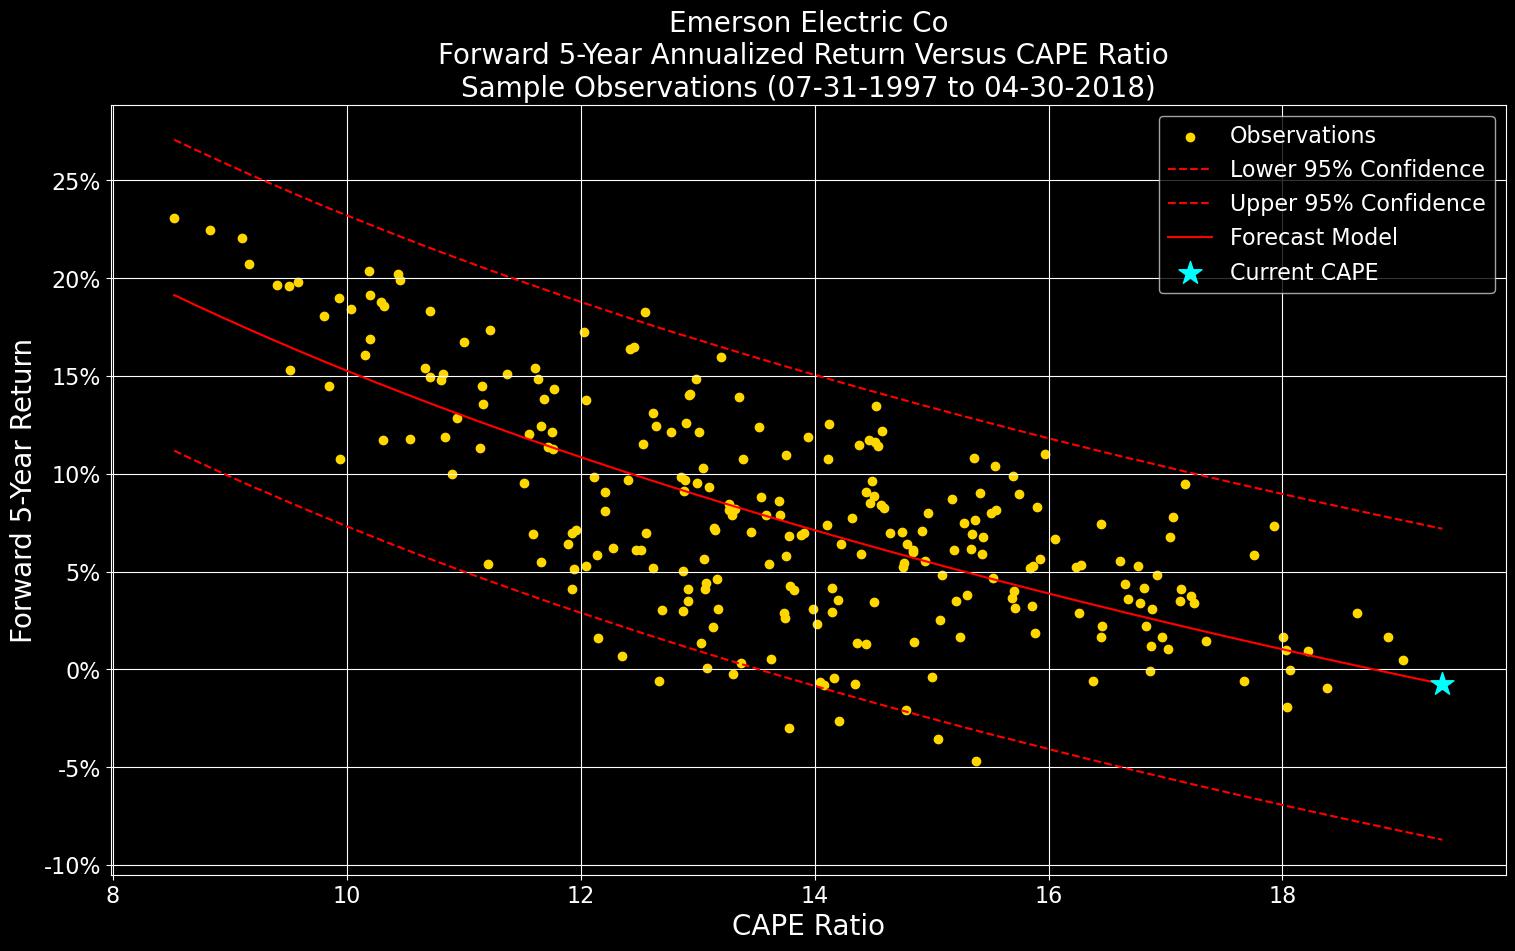 Emerson Electric Co
Forward 5-Year Annualized Return Versus CAPE Ratio
Sample Observations (07-31-1997 to 04-30-2018)
Observations
Lower 95% Confidence
Upper 95% Confidence
Forecast Model
Current CAPE
Forward 5-Year Return
25%
20%
15%
10%
5%
0%
-5%
-10%
8 10 12 14 16 18
CAPE Ratio